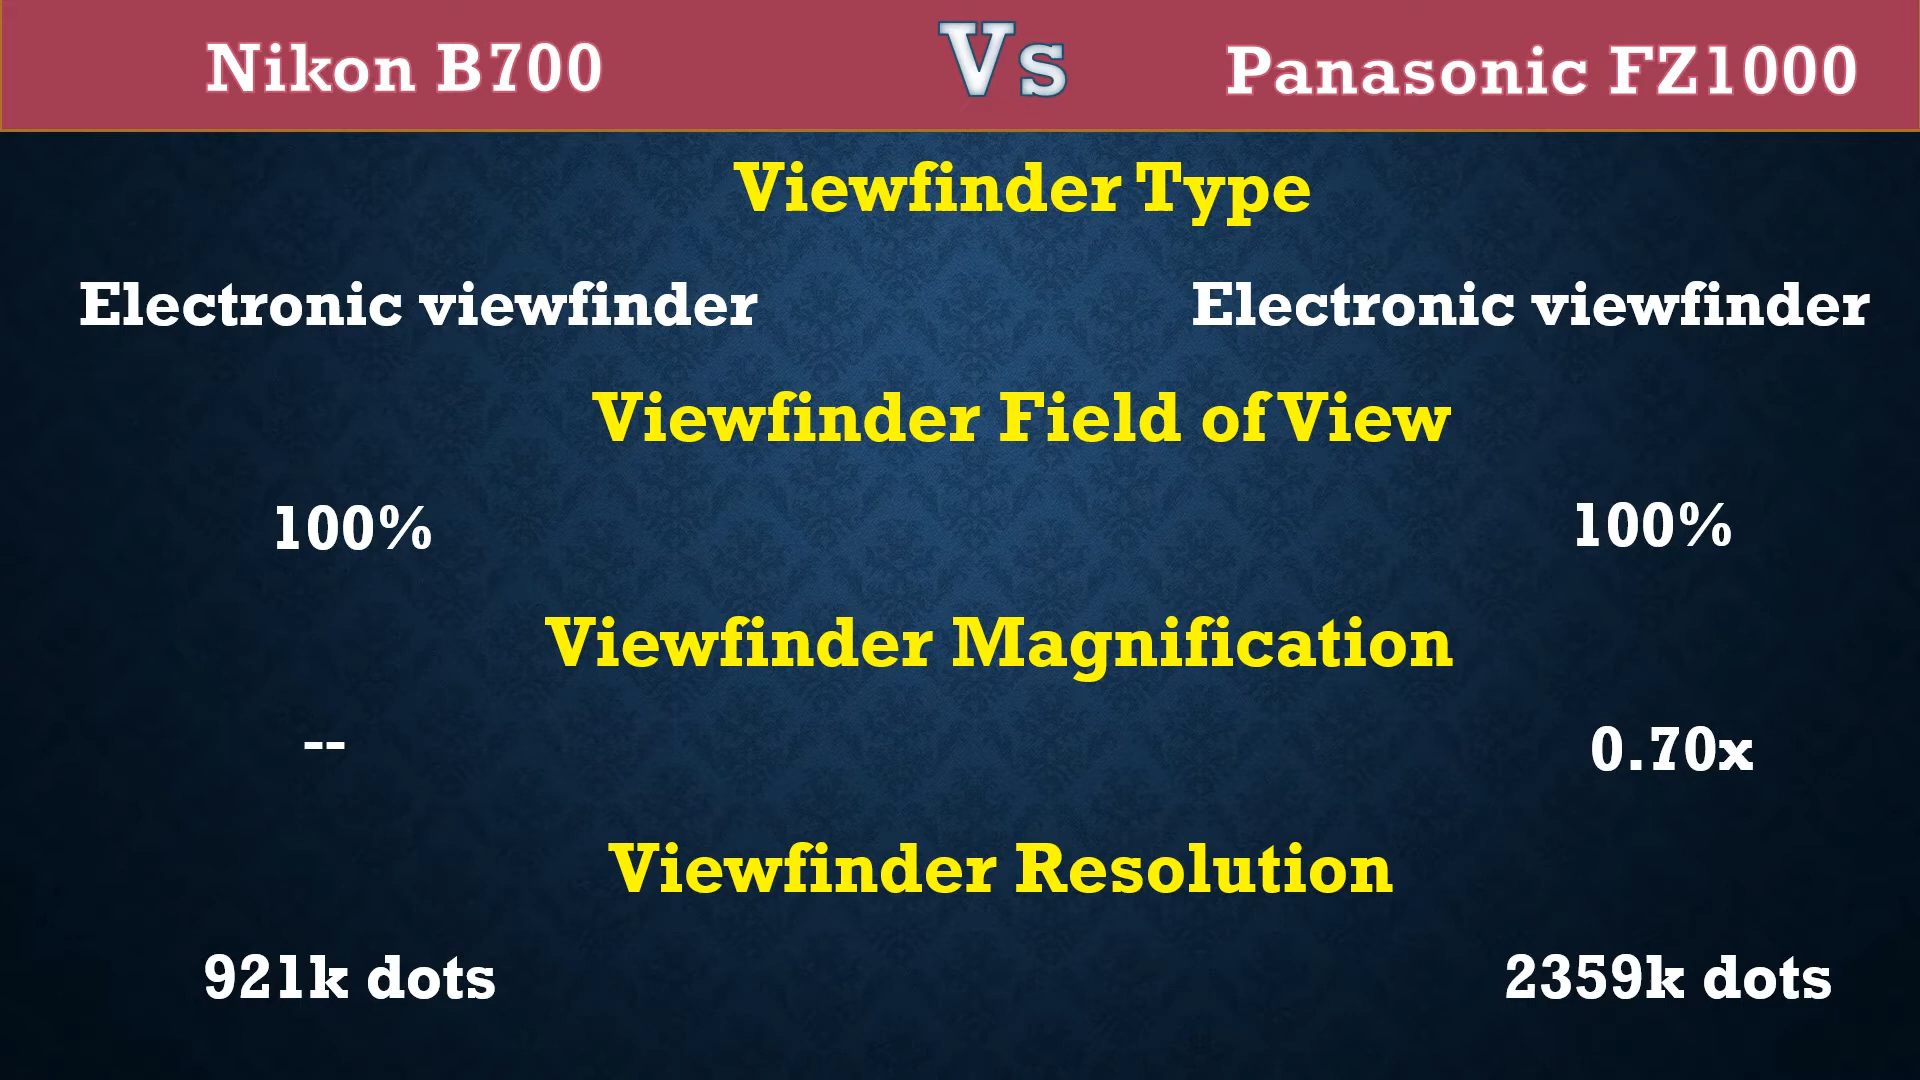 Nikon B700 Vs Panasonic FZ1000
Viewfinder Type
Electronic viewfinder Electronic viewfinder
Viewfinder Field of View
100% 100%
Viewfinder Magnification
-- 0.70x
Viewfinder Resolution
921k dots 2359k dots